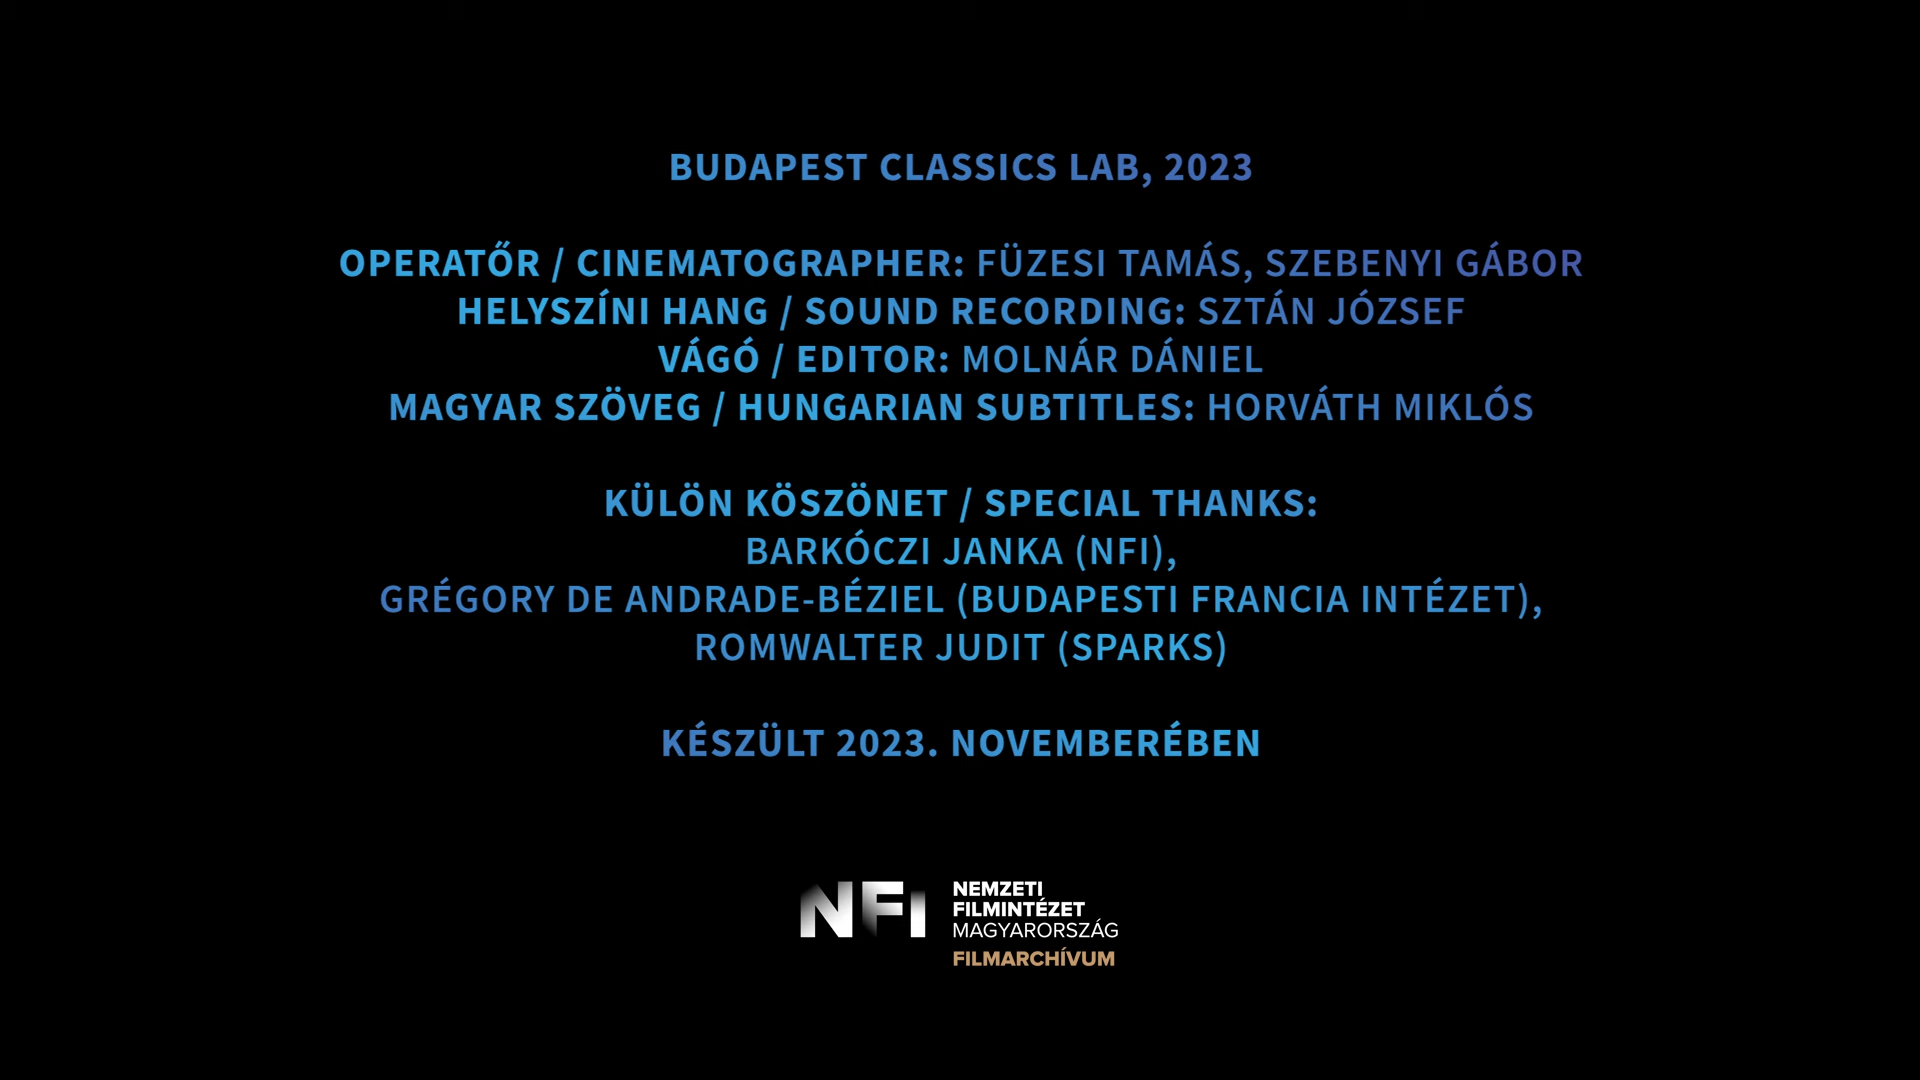 BUDAPEST CLASSICS LAB, 2023
OPERATŐR / CINEMATOGRAPHER: FÜZESI TAMÁS, SZEBENYI GÁBOR
HELYSZÍNI HANG / SOUND RECORDING: SZTÁN JÓZSEF
VÁGÓ / EDITOR: MOLNÁR DÁNIEL
MAGYAR SZÖVEG / HUNGARIAN SUBTITLES: HORVÁTH MIKLÓS
KÜLÖN KÖSZÖNET / SPECIAL THANKS:
BARKÓCZI JANKA (NFI),
GRÉGORY DE ANDRADE-BÉZIEL (BUDAPESTI FRANCIA INTÉZET),
ROMWALTER JUDIT (SPARKS)
KÉSZÜLT 2023. NOVEMBERÉBEN
NFI
NEMZETI
FILMINTÉZET
MAGYARORSZÁG
FILMARCHÍVUM